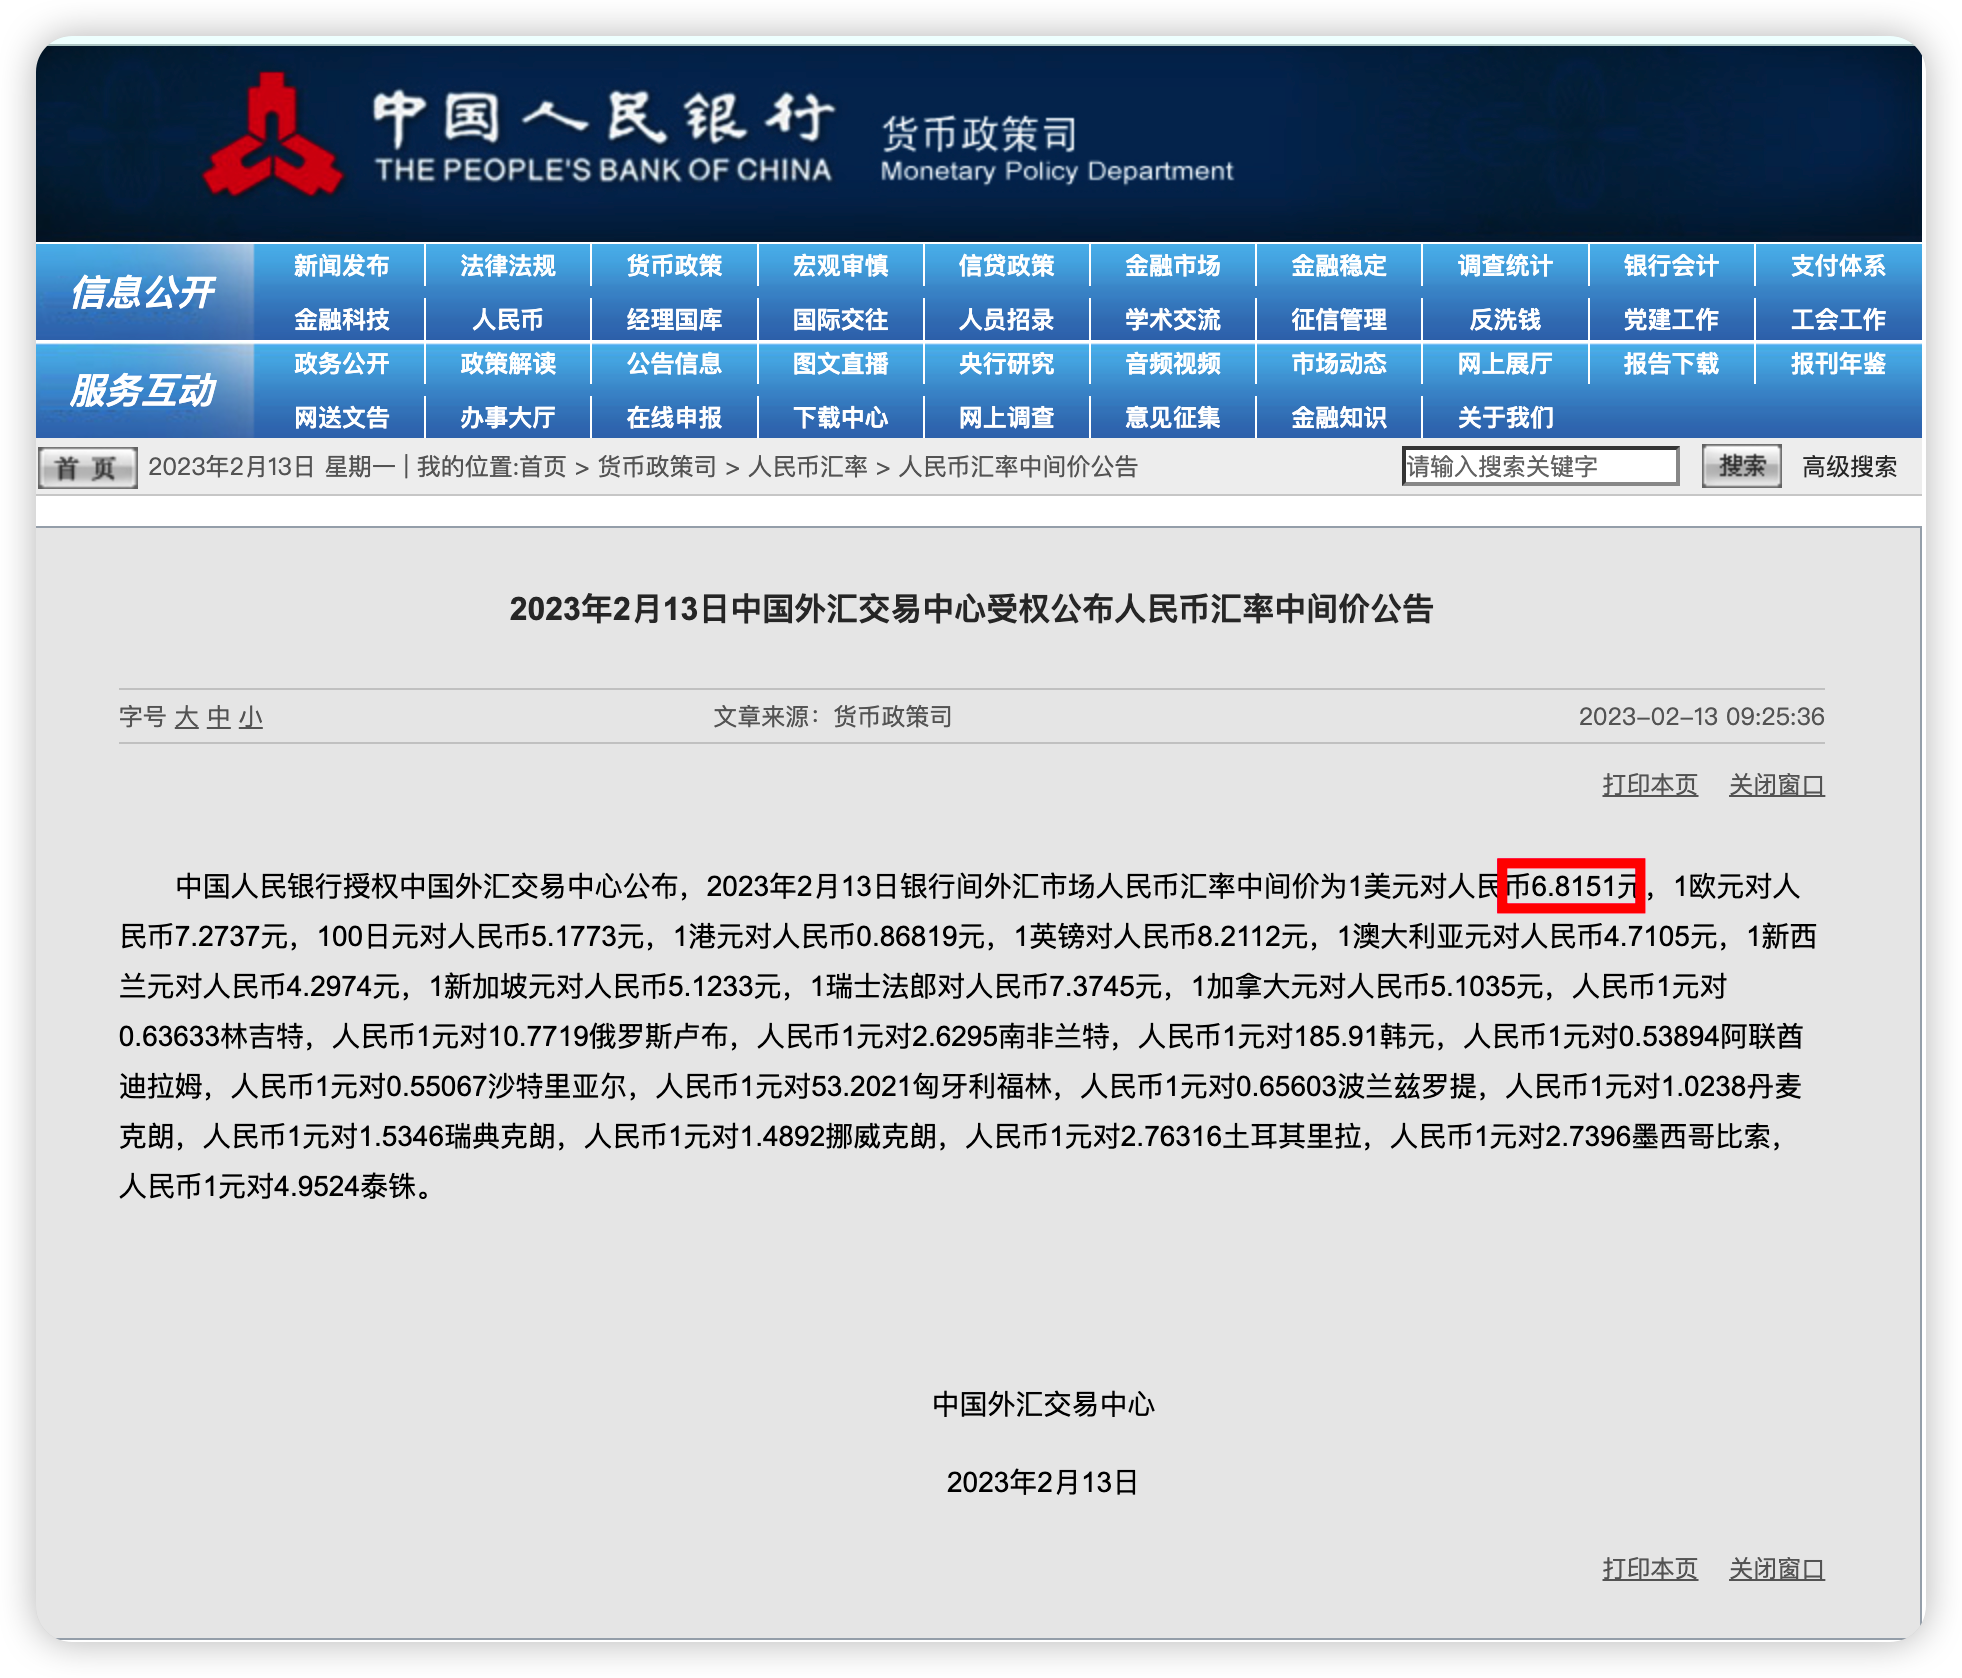 中国人民银行
THE PEOPLE'S BANK OF CHINA
货币政策司
Monetary Policy Department
信息公开
新闻发布 法律法规 货币政策 宏观审慎 信贷政策 金融市场 金融稳定 调查统计 银行会计 支付体系
金融科技 人民币 经理国库 国际交往 人员招录 学术交流 征信管理 反洗钱 党建工作 工会工作
服务互动
政务公开 政策解读 公告信息 图文直播 央行研究 音频视频 市场动态 网上展厅 报告下载 报刊年鉴
网送文告 办事大厅 在线申报 下载中心 网上调查 意见征集 金融知识 关于我们
首 页 2023年2月13日 星期一 | 我的位置:首页 > 货币政策司 > 人民币汇率 > 人民币汇率中间价公告 请输入搜索关键字 搜索 高级搜索
2023年2月13日中国外汇交易中心受权公布人民币汇率中间价公告
字号 大 中 小 文章来源：货币政策司 2023-02-13 09:25:36
打印本页 关闭窗口
中国人民银行授权中国外汇交易中心公布，2023年2月13日银行间外汇市场人民币汇率中间价为1美元对人民币6.8151元，1欧元对人
民币7.2737元，100日元对人民币5.1773元，1港元对人民币0.86819元，1英镑对人民币8.2112元，1澳大利亚元对人民币4.7105元，1新西
兰元对人民币4.2974元，1新加坡元对人民币5.1233元，1瑞士法郎对人民币7.3745元，1加拿大元对人民币5.1035元，人民币1元对
0.63633林吉特，人民币1元对10.7719俄罗斯卢布，人民币1元对2.6295南非兰特，人民币1元对185.91韩元，人民币1元对0.53894阿联酋
迪拉姆，人民币1元对0.55067沙特里亚尔，人民币1元对53.2021匈牙利福林，人民币1元对0.65603波兰兹罗提，人民币1元对1.0238丹麦
克朗，人民币1元对1.5346瑞典克朗，人民币1元对1.4892挪威克朗，人民币1元对2.76316土耳其里拉，人民币1元对2.7396墨西哥比索，
人民币1元对4.9524泰铢。
中国外汇交易中心
2023年2月13日
打印本页 关闭窗口